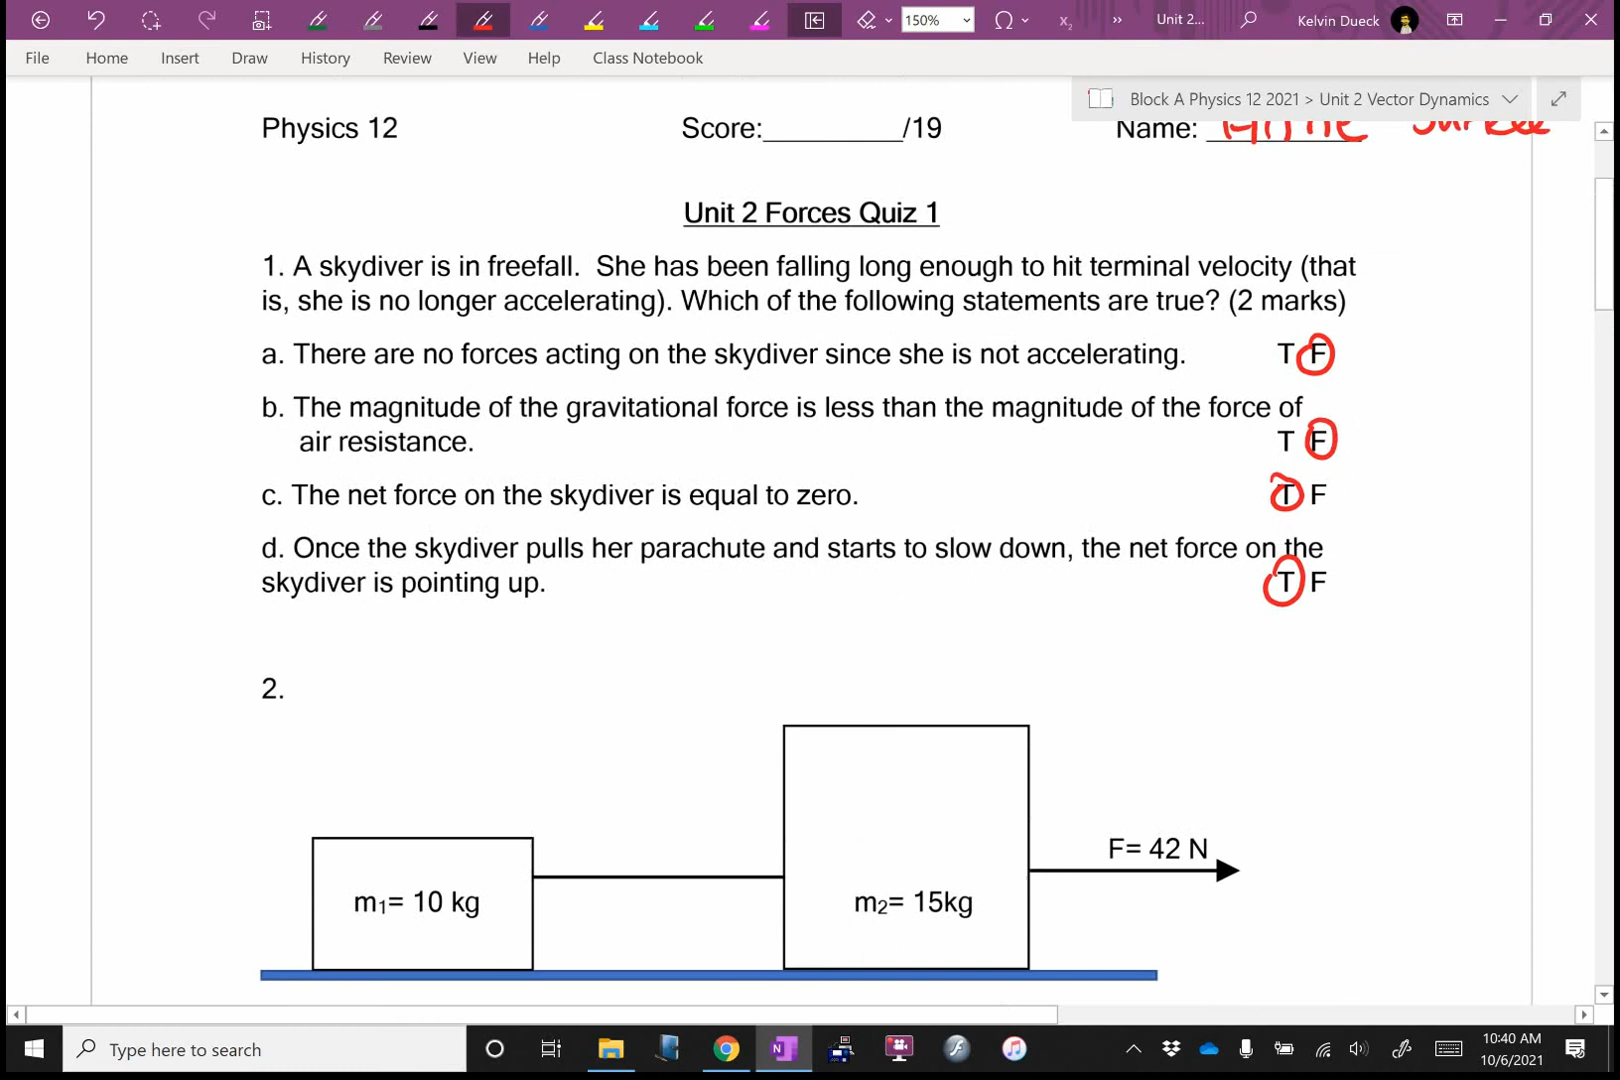 150%
Unit 2...
Kelvin Dueck
File Home Insert Draw History Review View Help Class Notebook
Block A Physics 12 2021 > Unit 2 Vector Dynamics
Physics 12 Score:_________/19 Name: __________
Unit 2 Forces Quiz 1
1. A skydiver is in freefall. She has been falling long enough to hit terminal velocity (that
is, she is no longer accelerating). Which of the following statements are true? (2 marks)
a. There are no forces acting on the skydiver since she is not accelerating. T F
b. The magnitude of the gravitational force is less than the magnitude of the force of
air resistance. T F
c. The net force on the skydiver is equal to zero. T F
d. Once the skydiver pulls her parachute and starts to slow down, the net force on the
skydiver is pointing up. T F
2.
F= 42 N
m₁= 10 kg m₂= 15kg
Type here to search
10:40 AM
10/6/2021